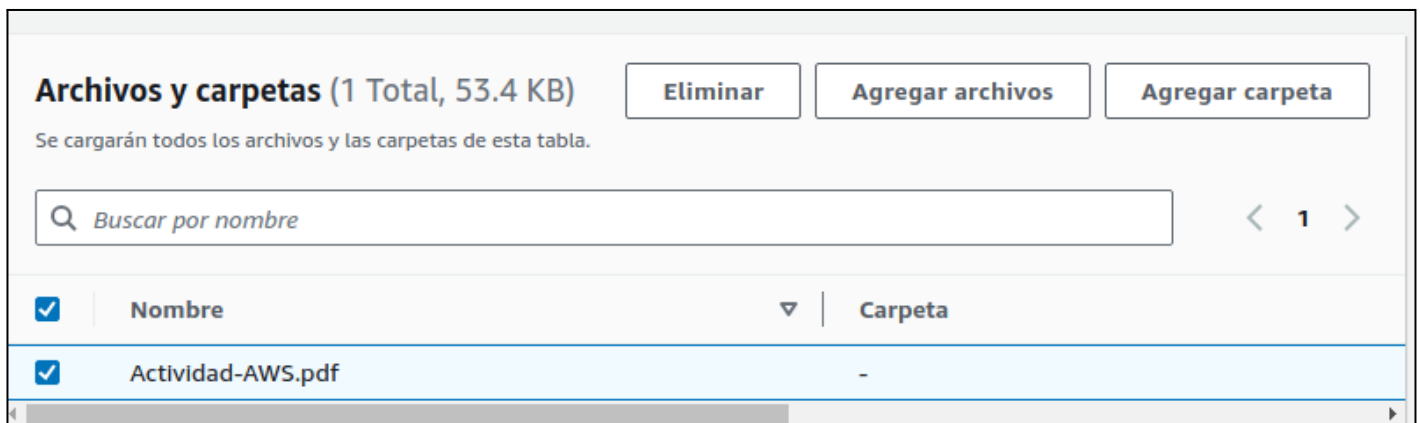 Archivos y carpetas (1 Total, 53.4 KB) Eliminar Agregar archivos Agregar carpeta
Se cargarán todos los archivos y las carpetas de esta tabla.
Buscar por nombre 1
Nombre Carpeta
Actividad-AWS.pdf -